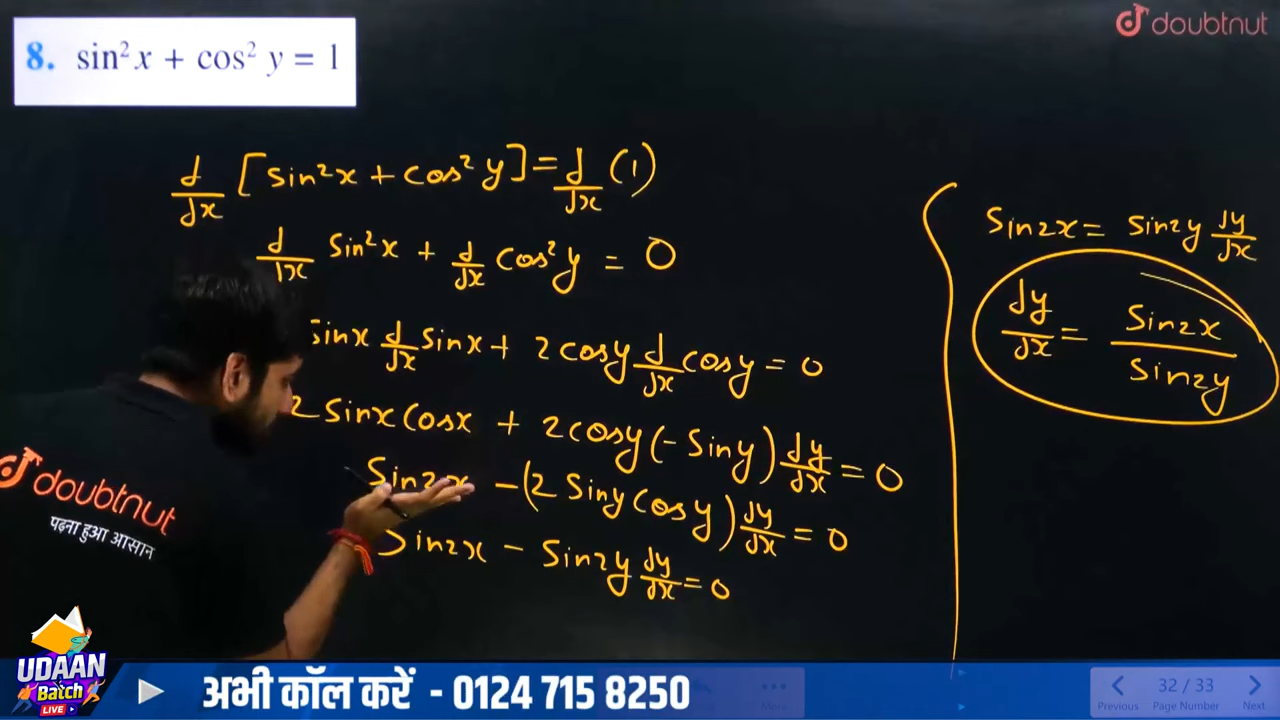 doubtnut
8. sin² x + cos² y = 1
d/dx [sin²x + cos² y] = d/dx (1)
d/dx sin²x + d/dx cos²y = 0
sinx d/dx sinx + 2cosy d/dx cosy = 0
2 sinx cosx + 2cosy(- siny) dy/dx = 0
Sin2x - (2 Siny cosy) dy/dx = 0
Sin2x - Sin2y dy/dx = 0
Sin2x = Sin2y dy/dx
dy/dx = Sin2x / Sin2y
doubtnut
पढ़ना हुआ आसान
UDAAN
Batch
LIVE
अभी कॉल करें - 0124 715 8250
More
Previous 32 / 33 Next
Page Number